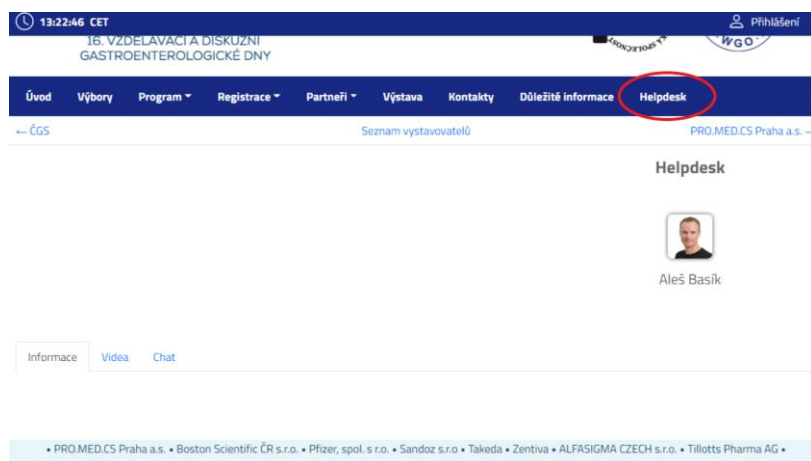 13:22:46 CET
Přihlášení
16. VZDĚLÁVACÍ A DISKUZNÍ
GASTROENTEROLOGICKÉ DNY
WGO
Úvod Výbory Program Registrace Partneři Výstava Kontakty Důležité informace Helpdesk
← ČGS Seznam vystavovatelů PRO.MED.CS Praha a.s.
Helpdesk
Aleš Basík
Informace Videa Chat
• PRO.MED.CS Praha a.s. • Boston Scientific ČR s.r.o. • Pfizer, spol. s r.o. • Sandoz s.r.o • Takeda • Zentiva • ALFASIGMA CZECH s.r.o. • Tillotts Pharma AG •